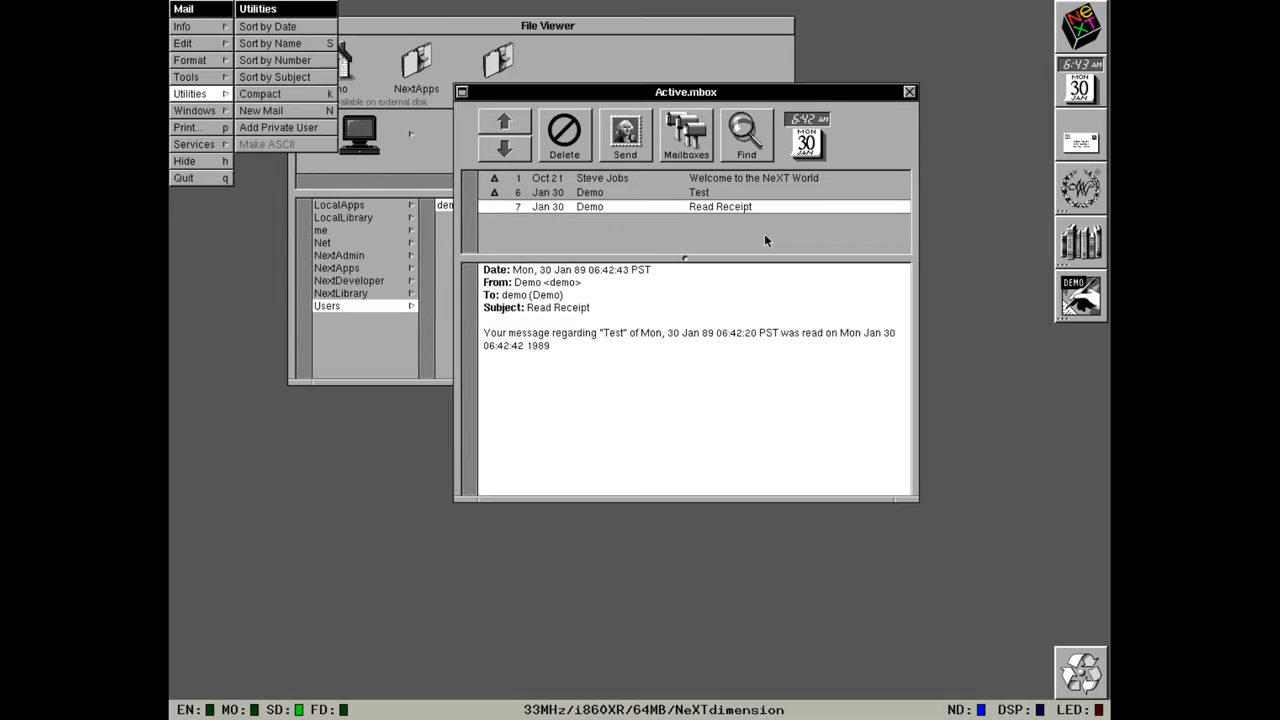 Mail
Info
Edit
Format
Tools
Utilities
Windows
Print... p
Services
Hide h
Quit q
Utilities
Sort by Date
Sort by Name S
Sort by Number
Sort by Subject
Compact k
New Mail N
Add Private User
Make ASCII
File Viewer
NextApps
ailable on external disk
LocalApps
LocalLibrary
me
Net
NextAdmin
NextApps
NextDeveloper
NextLibrary
Users
Active.mbox
Delete
Send
Mailboxes
Find
6:42 AM
MON
30
JAN
1 Oct 21 Steve Jobs Welcome to the NeXT World
6 Jan 30 Demo Test
7 Jan 30 Demo Read Receipt
Date: Mon, 30 Jan 89 06:42:43 PST
From: Demo <demo>
To: demo (Demo)
Subject: Read Receipt
Your message regarding "Test" of Mon, 30 Jan 89 06:42:20 PST was read on Mon Jan 30
06:42:42 1989
NeXT
6:43 AM
MON
30
JAN
DEMO
EN: MO: SD: FD:
33MHz/i860XR/64MB/NeXTdimension
ND: DSP: LED: